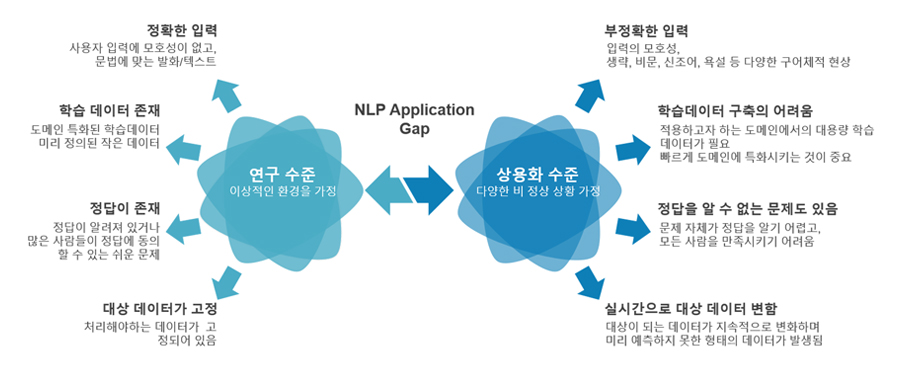 정확한 입력
사용자 입력에 모호성이 없고,
문법에 맞는 발화/텍스트
학습 데이터 존재
도메인 특화된 학습데이터
미리 정의된 작은 데이터
정답이 존재
정답이 알려져 있거나
많은 사람들이 정답에 동의
할 수 있는 쉬운 문제
대상 데이터가 고정
처리해야하는 데이터가 고
정되어 있음
연구 수준
이상적인 환경을 가정
NLP Application
Gap
상용화 수준
다양한 비 정상 상황 가정
부정확한 입력
입력의 모호성,
생략, 비문, 신조어, 욕설 등 다양한 구어체적 현상
학습데이터 구축의 어려움
적용하고자 하는 도메인에서의 대용량 학습
데이터가 필요
빠르게 도메인에 특화시키는 것이 중요
정답을 알 수 없는 문제도 있음
문제 자체가 정답을 알기 어렵고,
모든 사람을 만족시키기 어려움
실시간으로 대상 데이터 변함
대상이 되는 데이터가 지속적으로 변화하며
미리 예측하지 못한 형태의 데이터가 발생됨